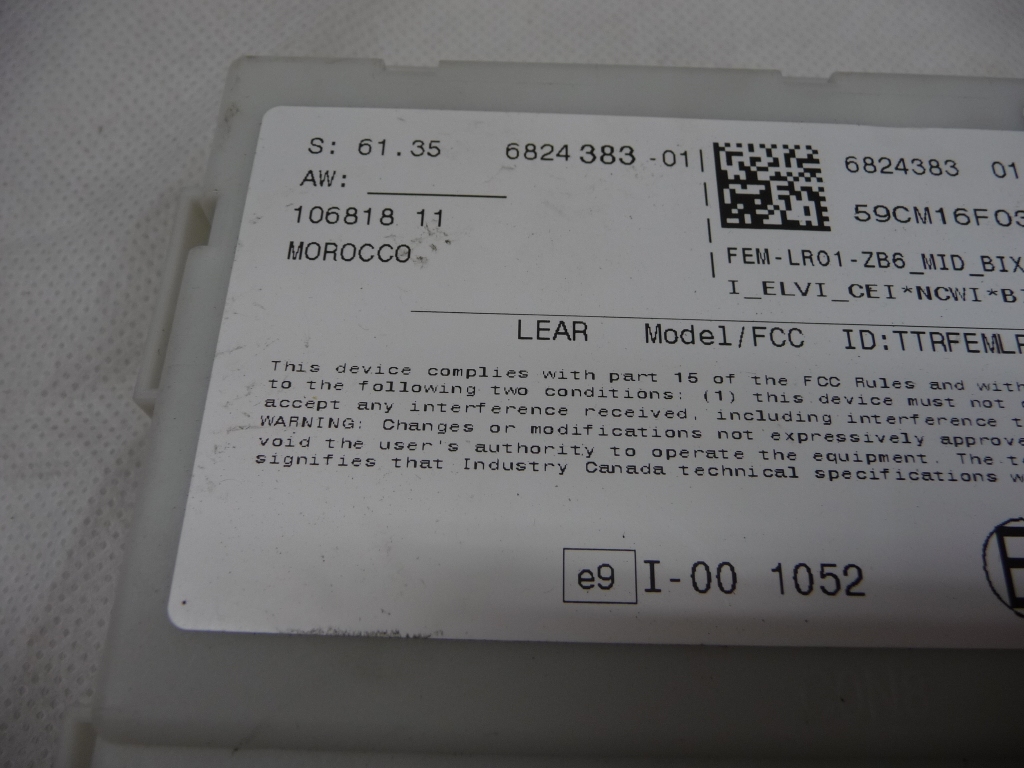 S: 61.35 6824 383 -01
AW:
106818 11
MOROCCO
6824383 01
59CM16F03
FEM-LR01-ZB6_MID_BIX
I_ELVI_CEI*NCWI*B
LEAR Model/FCC ID:TTRFEMLR
This device complies with part 15 of the FCC Rules and with
to the following two conditions: (1) this device must not
accept any interference received, including interference
WARNING: Changes or modifications not expressively approve
void the user's authority to operate the equipment. The
signifies that Industry Canada technical specifications
e9 I-00 1052